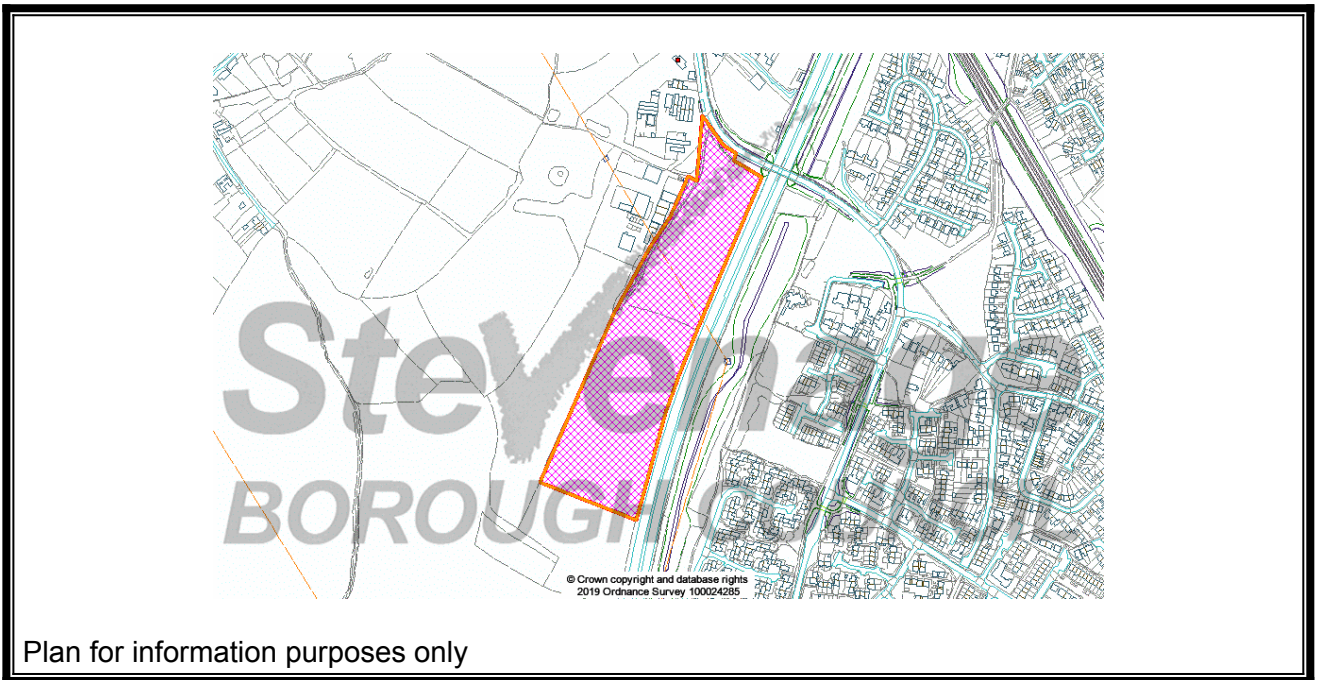 Stevenage
BOROUGH COUNCIL
© Crown copyright and database rights
2019 Ordnance Survey 100024285
Plan for information purposes only